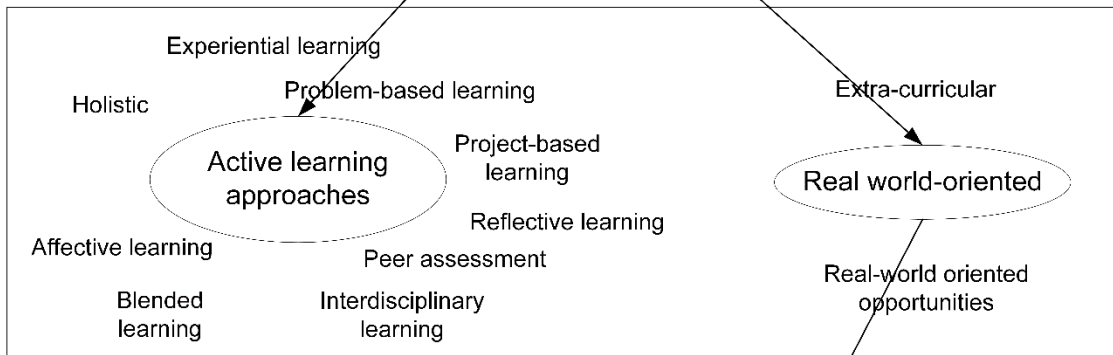 Experiential learning
Problem-based learning
Extra-curricular
Holistic
Project-based
learning
Active learning
approaches
Real world-oriented
Reflective learning
Affective learning
Peer assessment
Real-world oriented
opportunities
Blended
learning
Interdisciplinary
learning